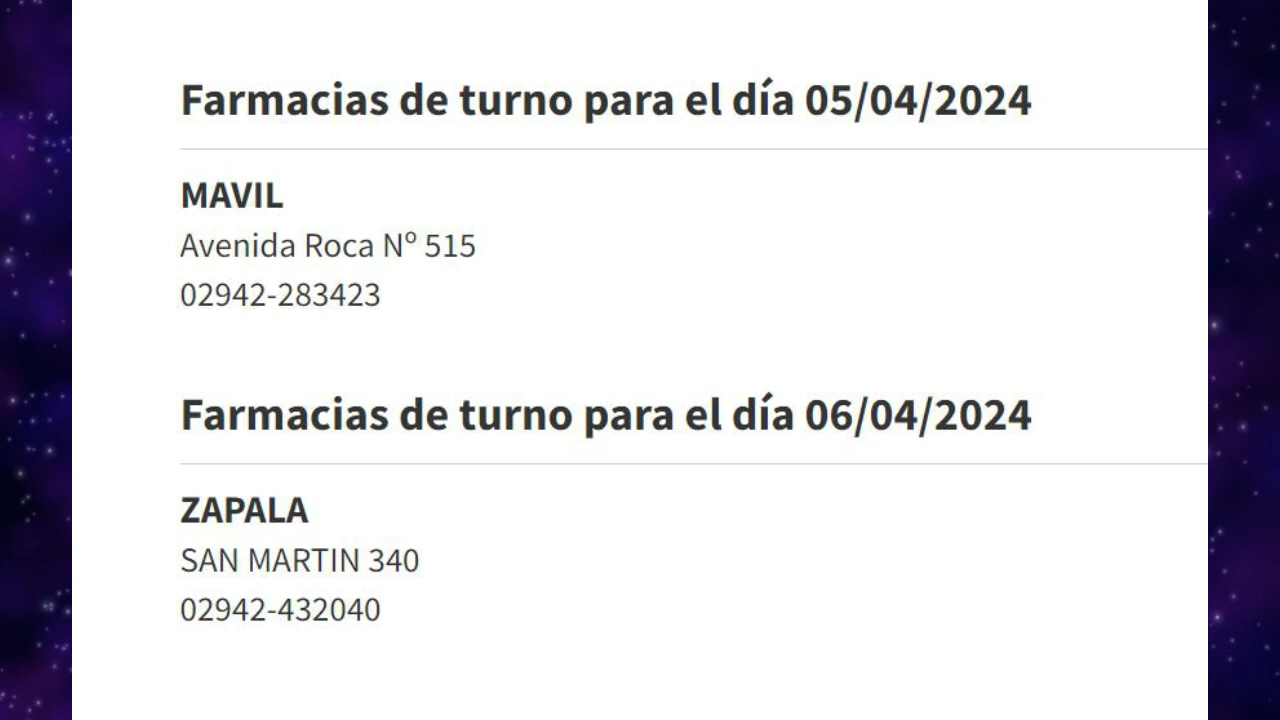 Farmacias de turno para el día 05/04/2024
MAVIL
Avenida Roca Nº 515
02942-283423
Farmacias de turno para el día 06/04/2024
ZAPALA
SAN MARTIN 340
02942-432040